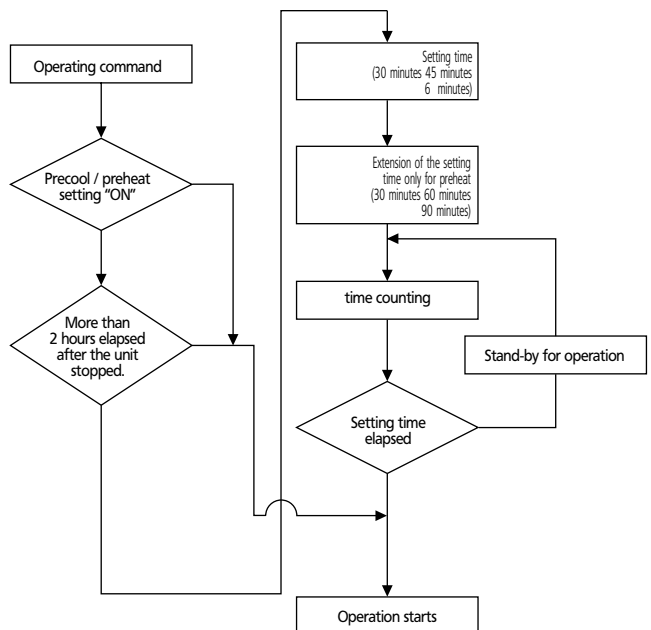 Operating command
Precool / preheat
setting "ON"
More than
2 hours elapsed
after the unit
stopped.
Setting time
(30 minutes 45 minutes
6 minutes)
Extension of the setting
time only for preheat
(30 minutes 60 minutes
90 minutes)
time counting
Stand-by for operation
Setting time
elapsed
Operation starts